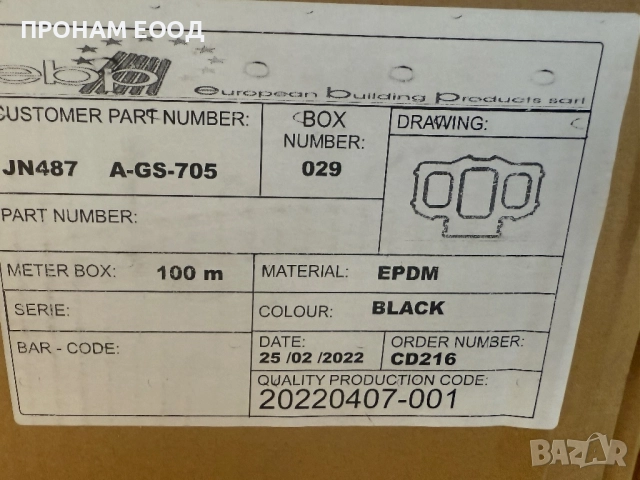 ПРОНАМ ЕООД
ebp
european building products sarl
CUSTOMER PART NUMBER:
JN487 A-GS-705
BOX NUMBER:
029
DRAWING:
PART NUMBER:
METER BOX: 100 m
MATERIAL: EPDM
SERIE:
COLOUR: BLACK
BAR - CODE:
DATE:
25 /02 /2022
ORDER NUMBER:
CD216
QUALITY PRODUCTION CODE:
20220407-001
BAZAR